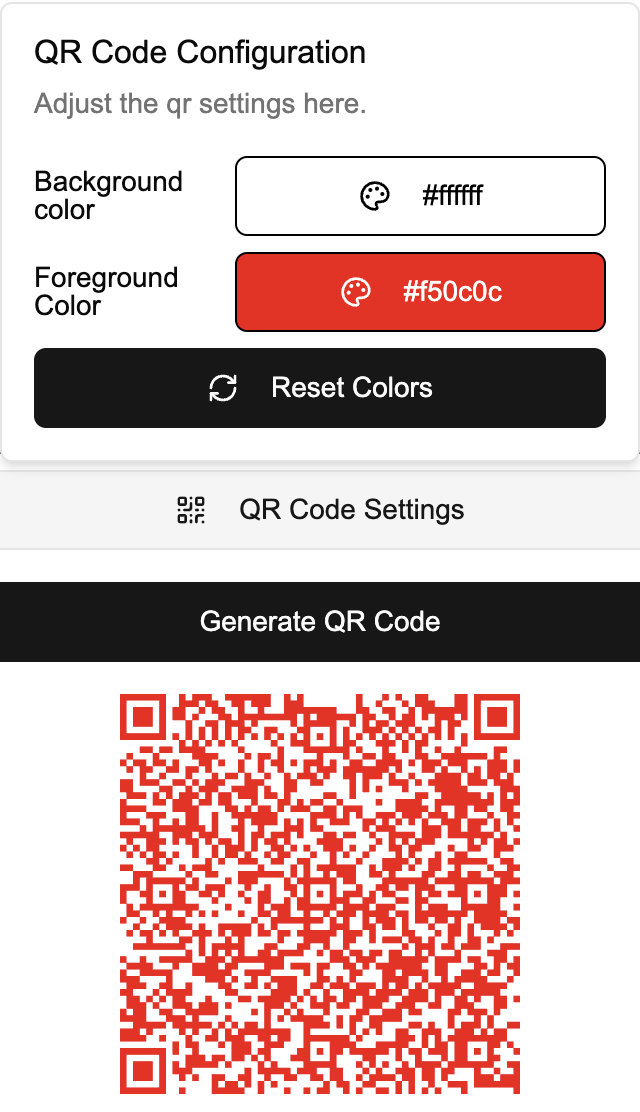 QR Code Configuration
Adjust the qr settings here.
Background
color
#ffffff
Foreground
Color
#f50c0c
Reset Colors
QR Code Settings
Generate QR Code